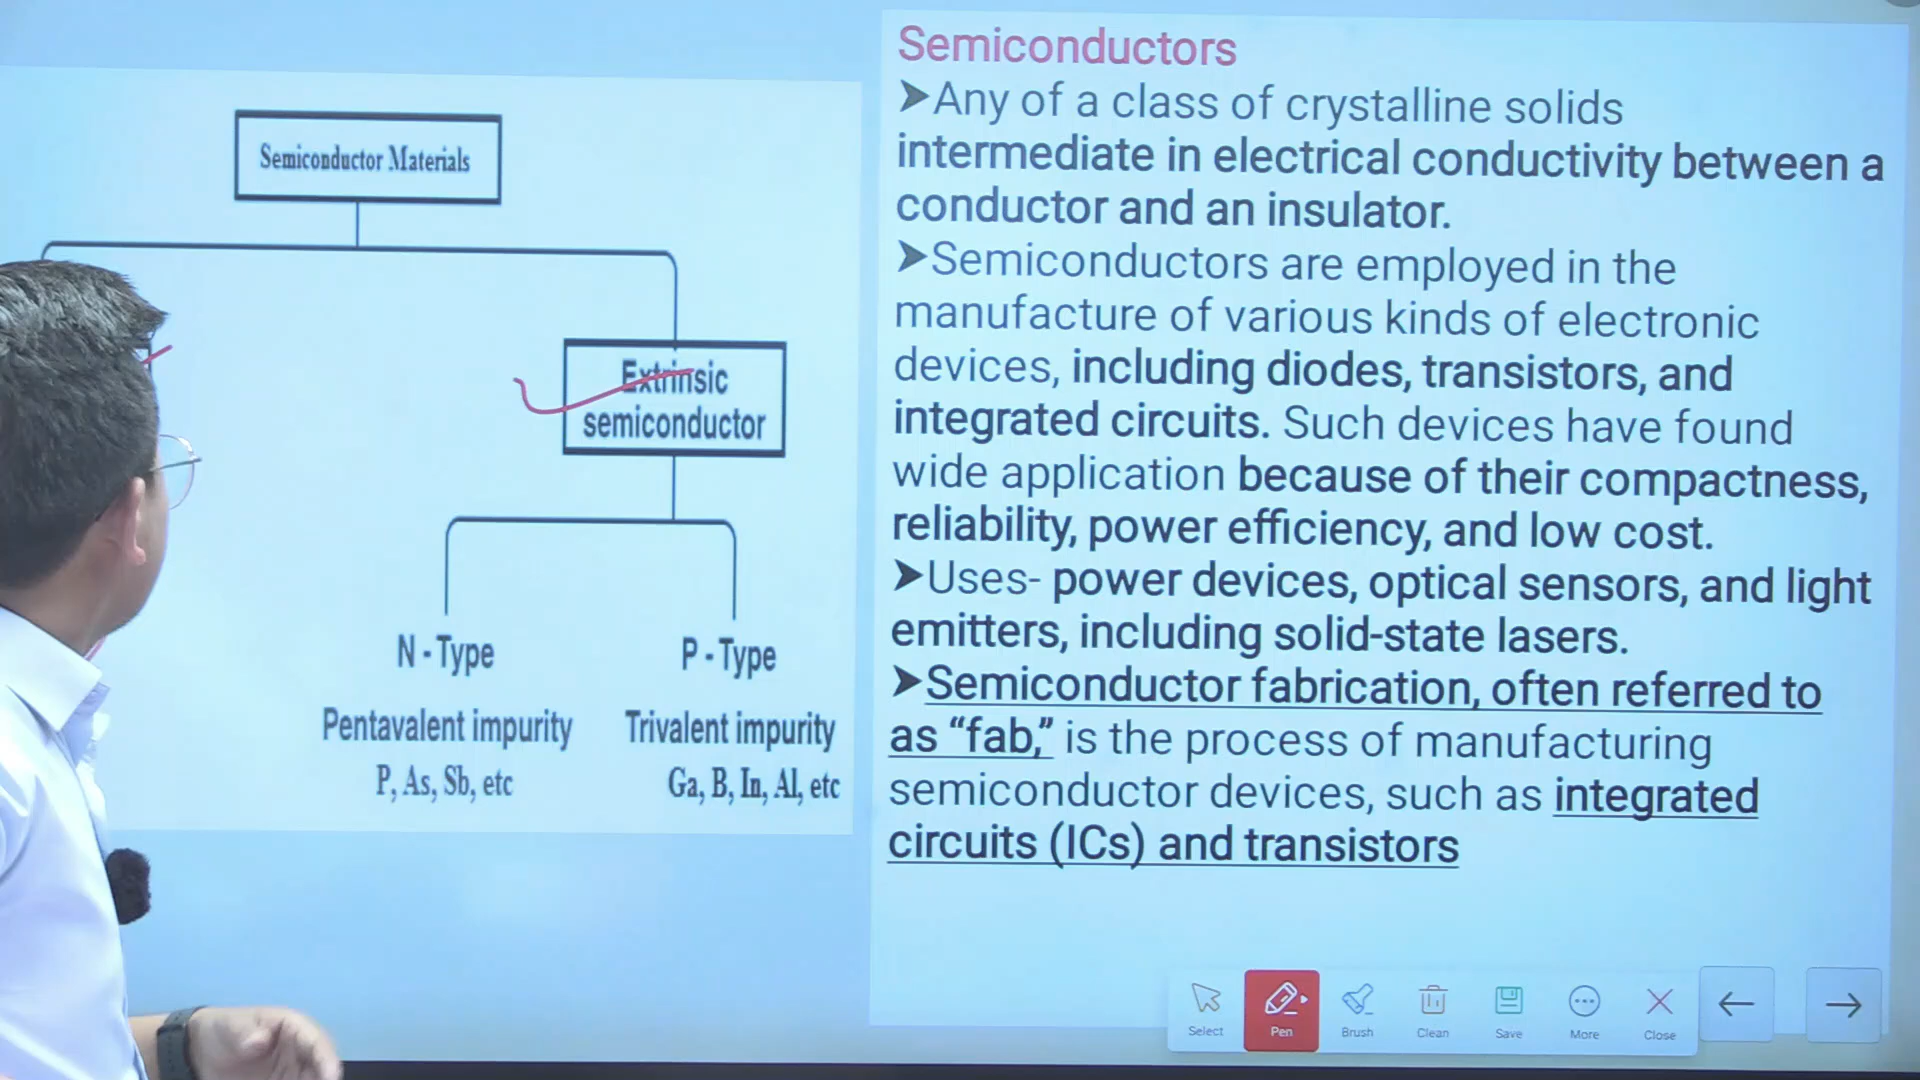 Semiconductor Materials
Extrinsic
semiconductor
N - Type
P - Type
Pentavalent impurity
Trivalent impurity
P, As, Sb, etc
Ga, B, In, Al, etc
Semiconductors
➤Any of a class of crystalline solids
intermediate in electrical conductivity between a
conductor and an insulator.
➤Semiconductors are employed in the
manufacture of various kinds of electronic
devices, including diodes, transistors, and
integrated circuits. Such devices have found
wide application because of their compactness,
reliability, power efficiency, and low cost.
➤Uses- power devices, optical sensors, and light
emitters, including solid-state lasers.
➤Semiconductor fabrication, often referred to
as “fab,” is the process of manufacturing
semiconductor devices, such as integrated
circuits (ICs) and transistors
Select
Pen
Brush
Clean
Save
More
Close